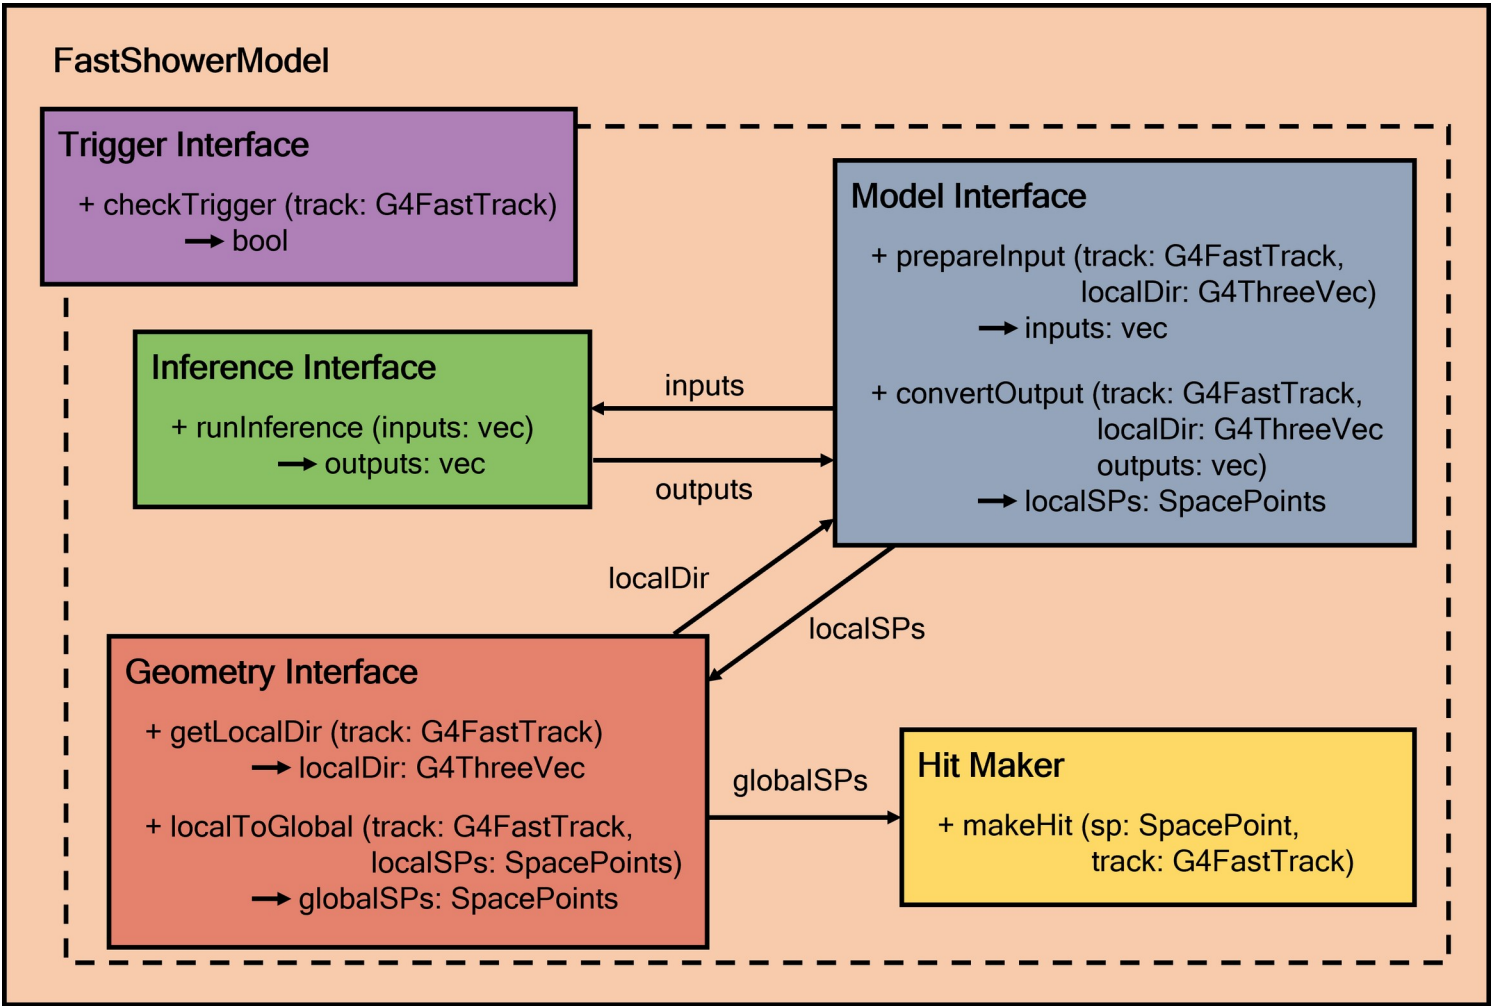 FastShowerModel
Trigger Interface
+ checkTrigger (track: G4FastTrack)
→ bool
Model Interface
+ prepareInput (track: G4FastTrack,
localDir: G4ThreeVec)
→ inputs: vec
+ convertOutput (track: G4FastTrack,
localDir: G4ThreeVec
outputs: vec)
→ localSPs: SpacePoints
Inference Interface
+ runInference (inputs: vec)
→ outputs: vec
inputs
outputs
localDir
localSPs
Geometry Interface
+ getLocalDir (track: G4FastTrack)
→ localDir: G4ThreeVec
+ localToGlobal (track: G4FastTrack,
localSPs: SpacePoints)
→ globalSPs: SpacePoints
globalSPs
Hit Maker
+ makeHit (sp: SpacePoint,
track: G4FastTrack)